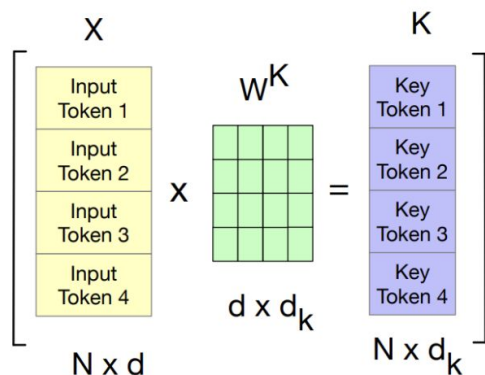 X
Input
Token 1
Input
Token 2
Input
Token 3
Input
Token 4
N x d
x
W^K
d x d_k
=
K
Key
Token 1
Key
Token 2
Key
Token 3
Key
Token 4
N x d_k